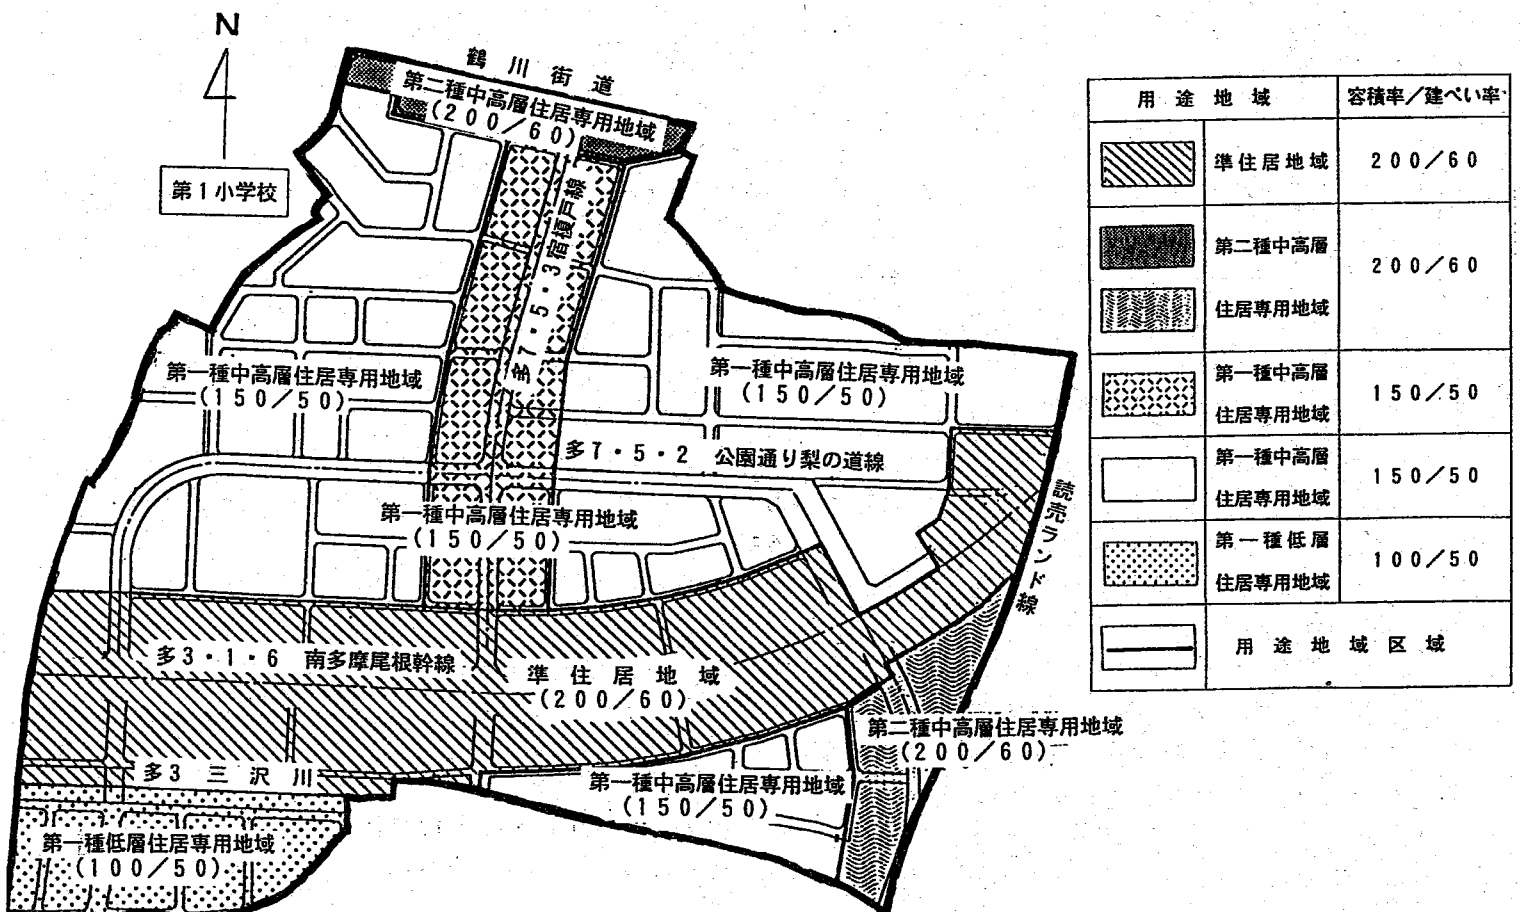 N
鶴川街道
第二種中高層住居専用地域
(200/60)
第1小学校
多7・5・3宿榎戸線
第一種中高層住居専用地域
(150/50)
第一種中高層住居専用地域
(150/50)
多7・5・2 公園通り梨の道線
読売ランド線
第一種中高層住居専用地域
(150/50)
多3・1・6 南多摩尾根幹線
準住居地域
(200/60)
第二種中高層住居専用地域
(200/60)
多3 三沢川
第一種中高層住居専用地域
(150/50)
第一種低層住居専用地域
(100/50)
用途地域 容積率/建ぺい率
準住居地域 200/60
第二種中高層
住居専用地域
200/60
第一種中高層
住居専用地域
150/50
第一種中高層
住居専用地域
150/50
第一種低層
住居専用地域
100/50
用途地域区域